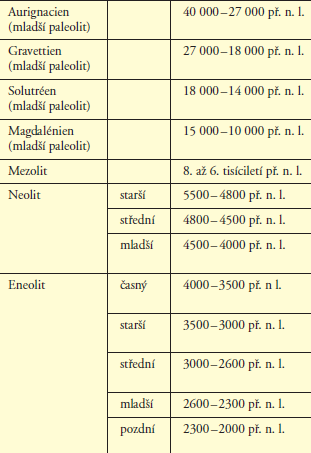 Aurignacien 40 000–27 000 př. n. l.
(mladší paleolit)
Gravettien 27 000–18 000 př. n. l.
(mladší paleolit)
Solutréen 18 000–14 000 př. n. l.
(mladší paleolit)
Magdalénien 15 000–10 000 př. n. l.
(mladší paleolit)
Mezolit 8. až 6. tisíciletí př. n. l.
Neolit starší 5500–4800 př. n. l.
střední 4800–4500 př. n. l.
mladší 4500–4000 př. n. l.
Eneolit časný 4000–3500 př. n l.
starší 3500–3000 př. n. l.
střední 3000–2600 př. n. l.
mladší 2600–2300 př. n. l.
pozdní 2300–2000 př. n. l.